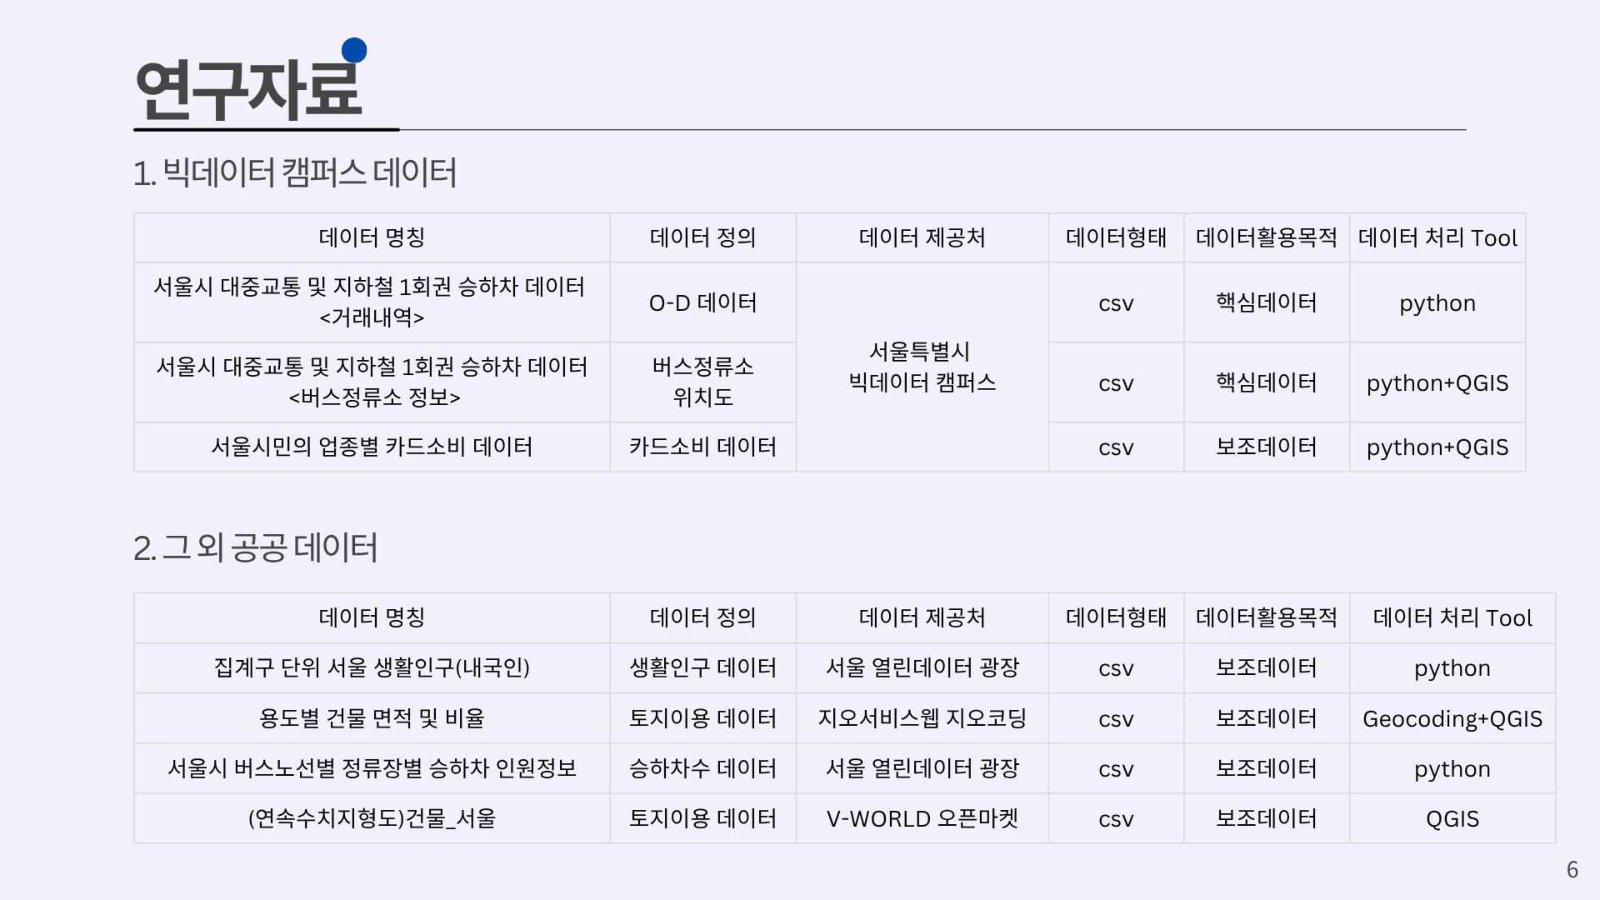 연구자료
1. 빅데이터 캠퍼스 데이터
데이터 명칭 데이터 정의 데이터 제공처 데이터형태 데이터활용목적 데이터 처리 Tool
서울시 대중교통 및 지하철 1회권 승하차 데이터
<거래내역>
O-D 데이터
서울특별시
빅데이터 캠퍼스
csv 핵심데이터 python
서울시 대중교통 및 지하철 1회권 승하차 데이터
<버스정류소 정보>
버스정류소
위치도
csv 핵심데이터 python+QGIS
서울시민의 업종별 카드소비 데이터 카드소비 데이터 csv 보조데이터 python+QGIS
2. 그 외 공공 데이터
데이터 명칭 데이터 정의 데이터 제공처 데이터형태 데이터활용목적 데이터 처리 Tool
집계구 단위 서울 생활인구(내국인) 생활인구 데이터 서울 열린데이터 광장 csv 보조데이터 python
용도별 건물 면적 및 비율 토지이용 데이터 지오서비스웹 지오코딩 csv 보조데이터 Geocoding+QGIS
서울시 버스노선별 정류장별 승하차 인원정보 승하차수 데이터 서울 열린데이터 광장 csv 보조데이터 python
(연속수치지형도)건물_서울 토지이용 데이터 V-WORLD 오픈마켓 csv 보조데이터 QGIS
6